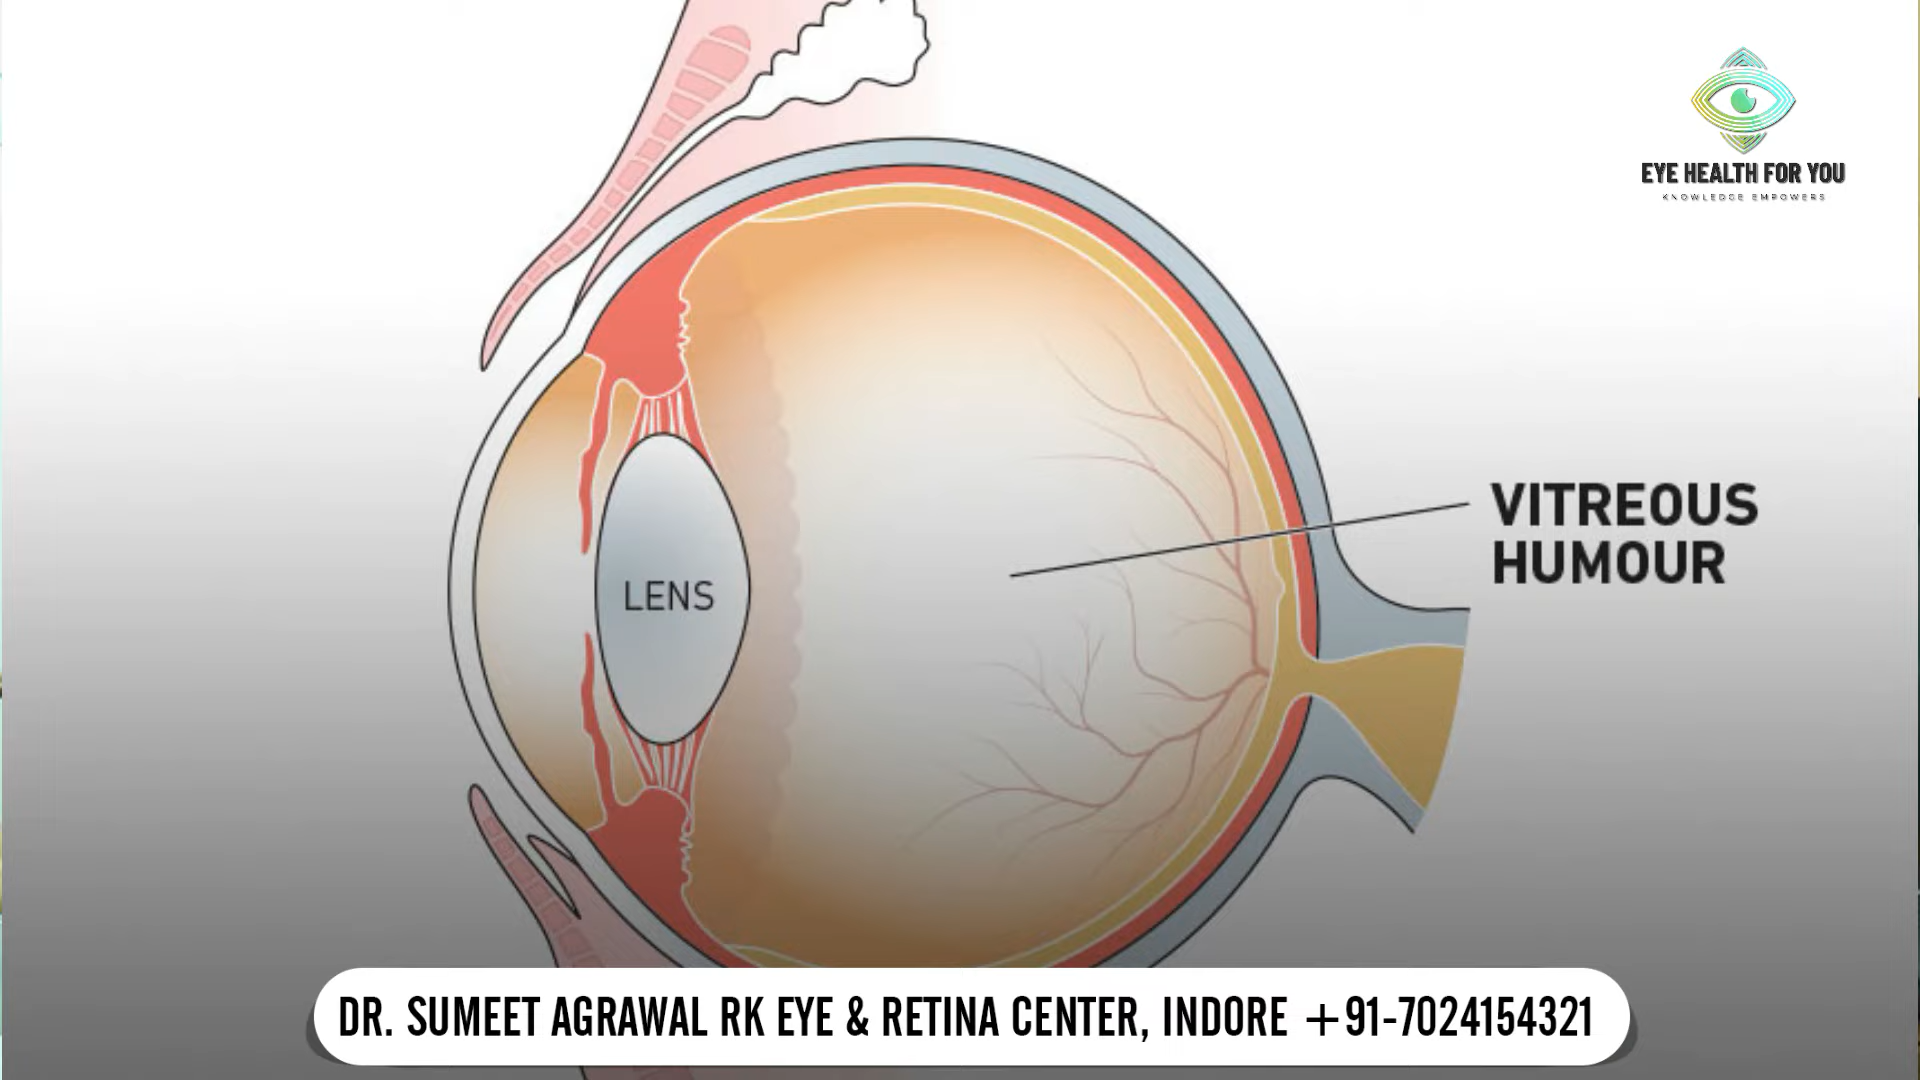 EYE HEALTH FOR YOU
KNOWLEDGE EMPOWERS
VITREOUS
HUMOUR
LENS
DR. SUMEET AGRAWAL RK EYE & RETINA CENTER, INDORE +91-7024154321